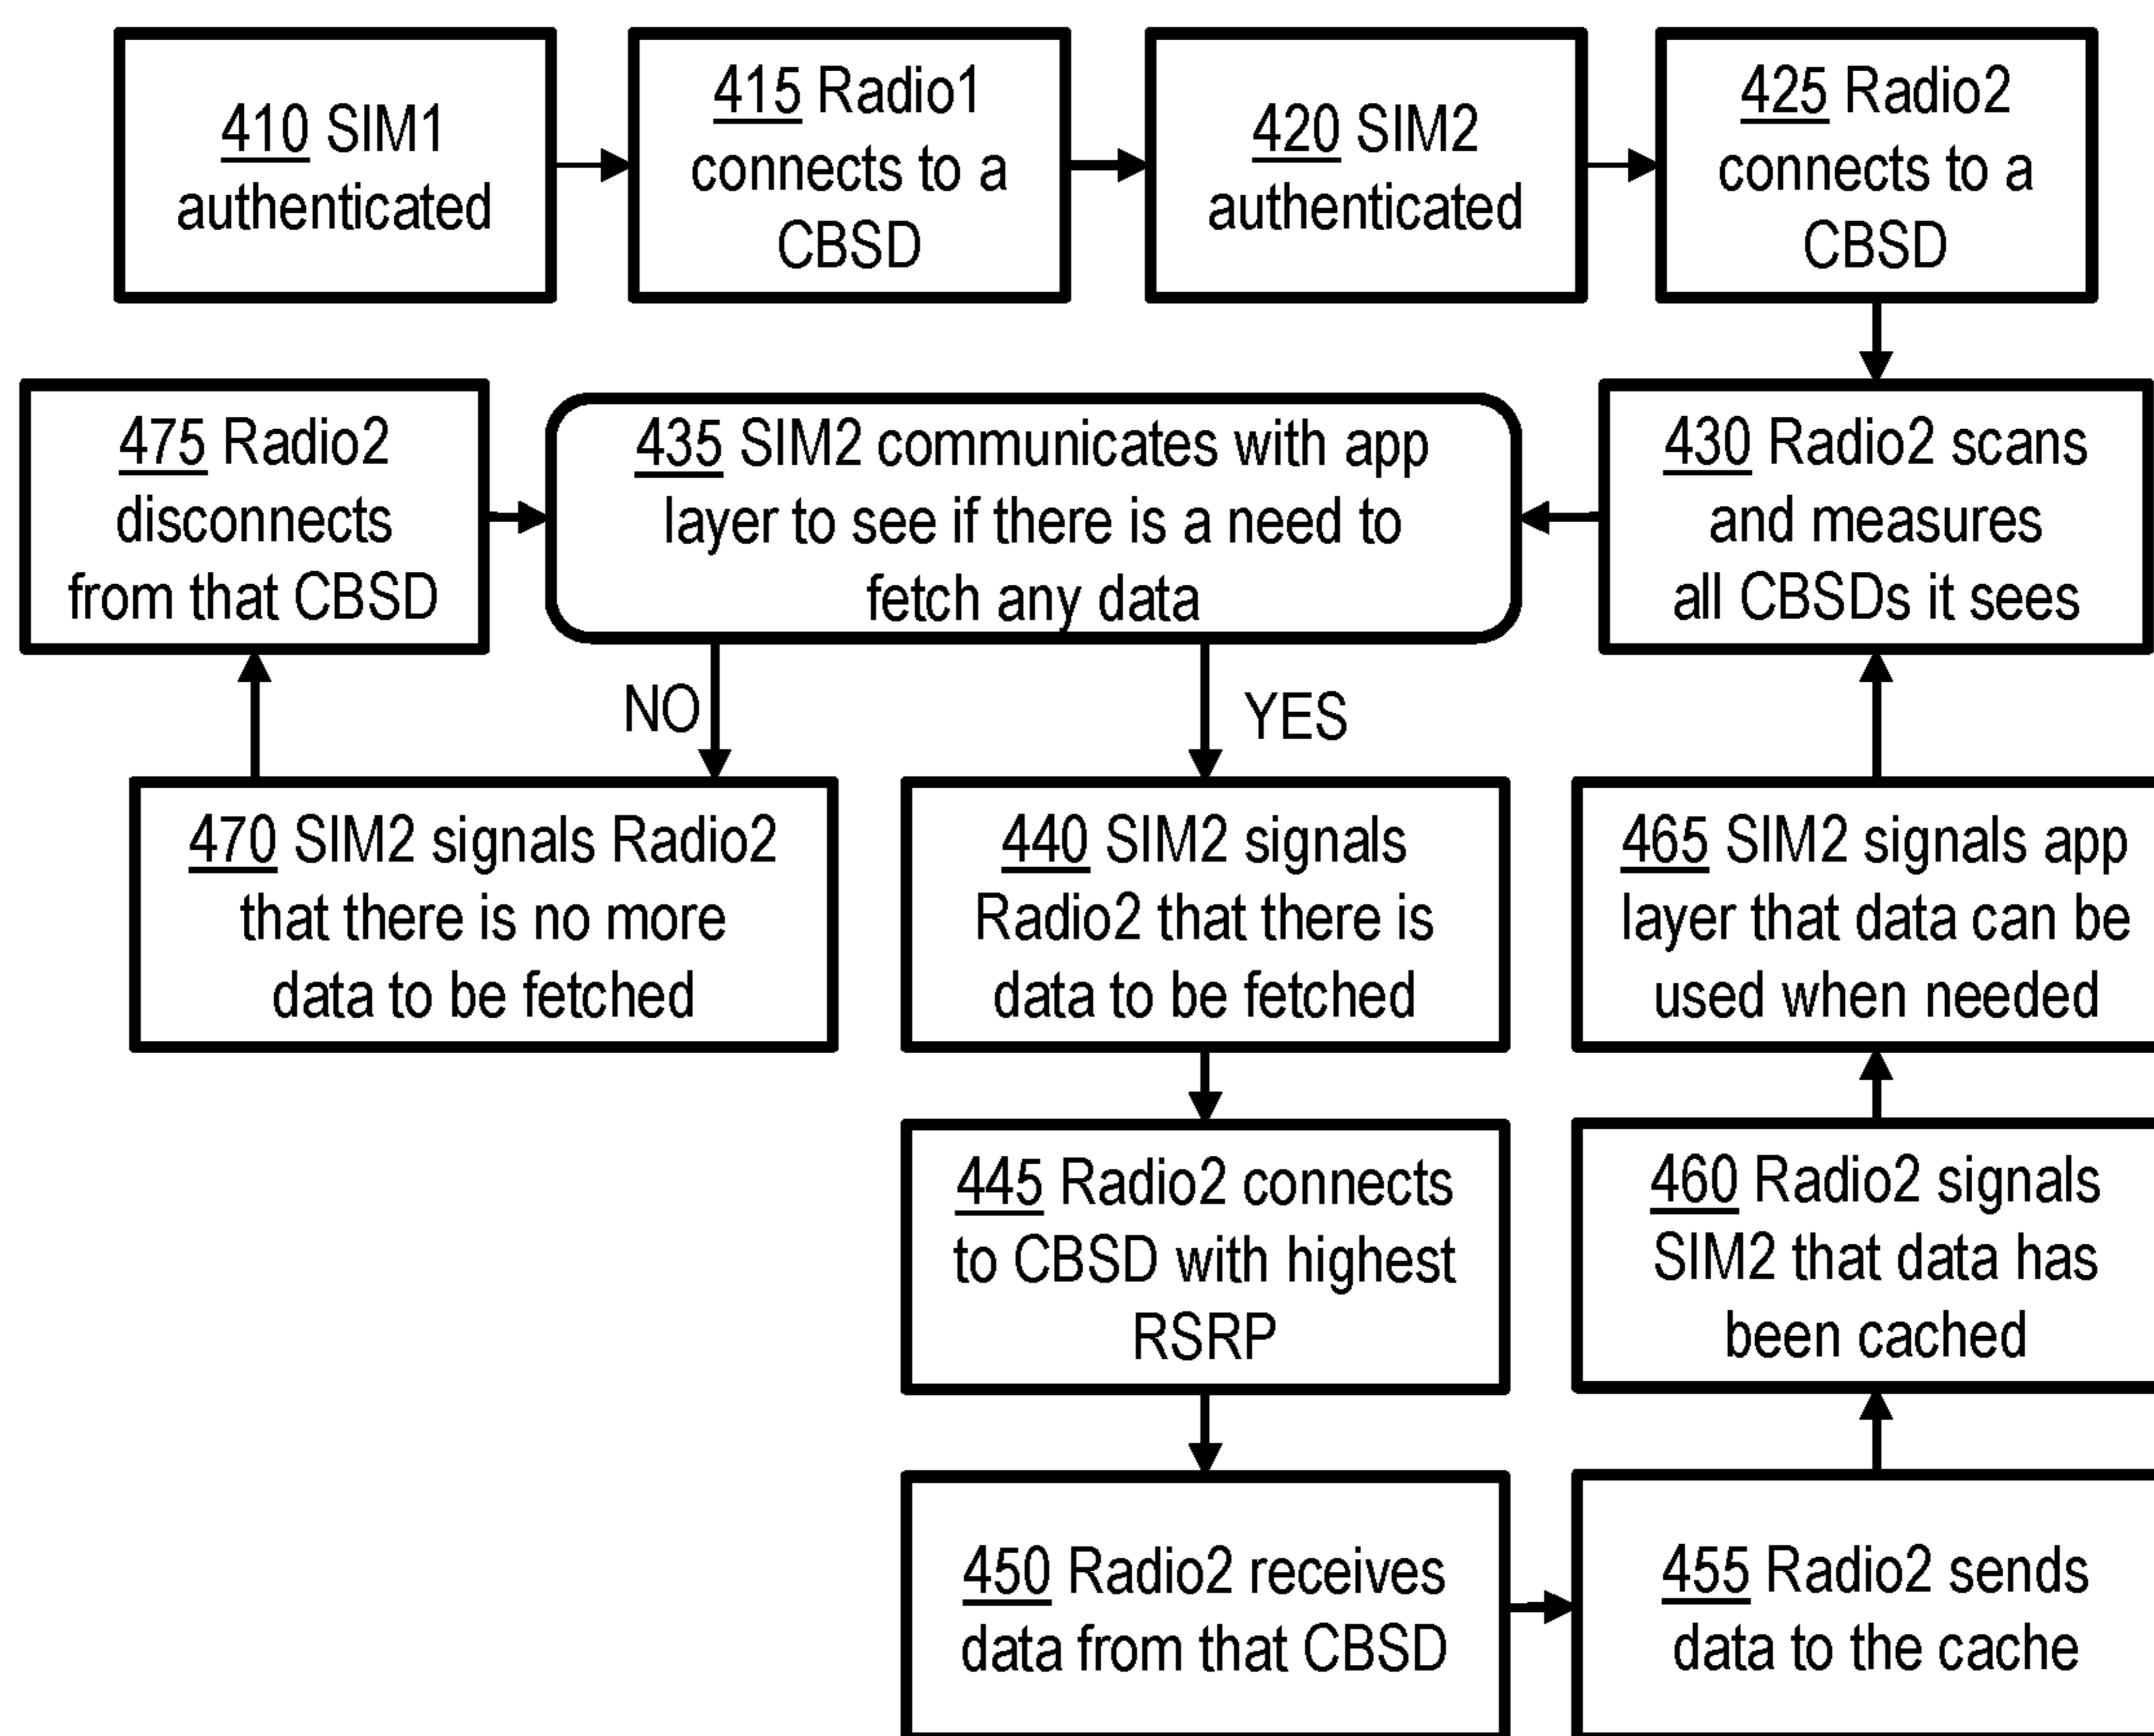 410 SIM1
authenticated
415 Radio1
connects to a
CBSD
420 SIM2
authenticated
425 Radio2
connects to a
CBSD
475 Radio2
disconnects
from that CBSD
435 SIM2 communicates with app
layer to see if there is a need to
fetch any data
430 Radio2 scans
and measures
all CBSDs it sees
NO
YES
470 SIM2 signals Radio2
that there is no more
data to be fetched
440 SIM2 signals
Radio2 that there is
data to be fetched
465 SIM2 signals app
layer that data can be
used when needed
445 Radio2 connects
to CBSD with highest
RSRP
460 Radio2 signals
SIM2 that data has
been cached
450 Radio2 receives
data from that CBSD
455 Radio2 sends
data to the cache